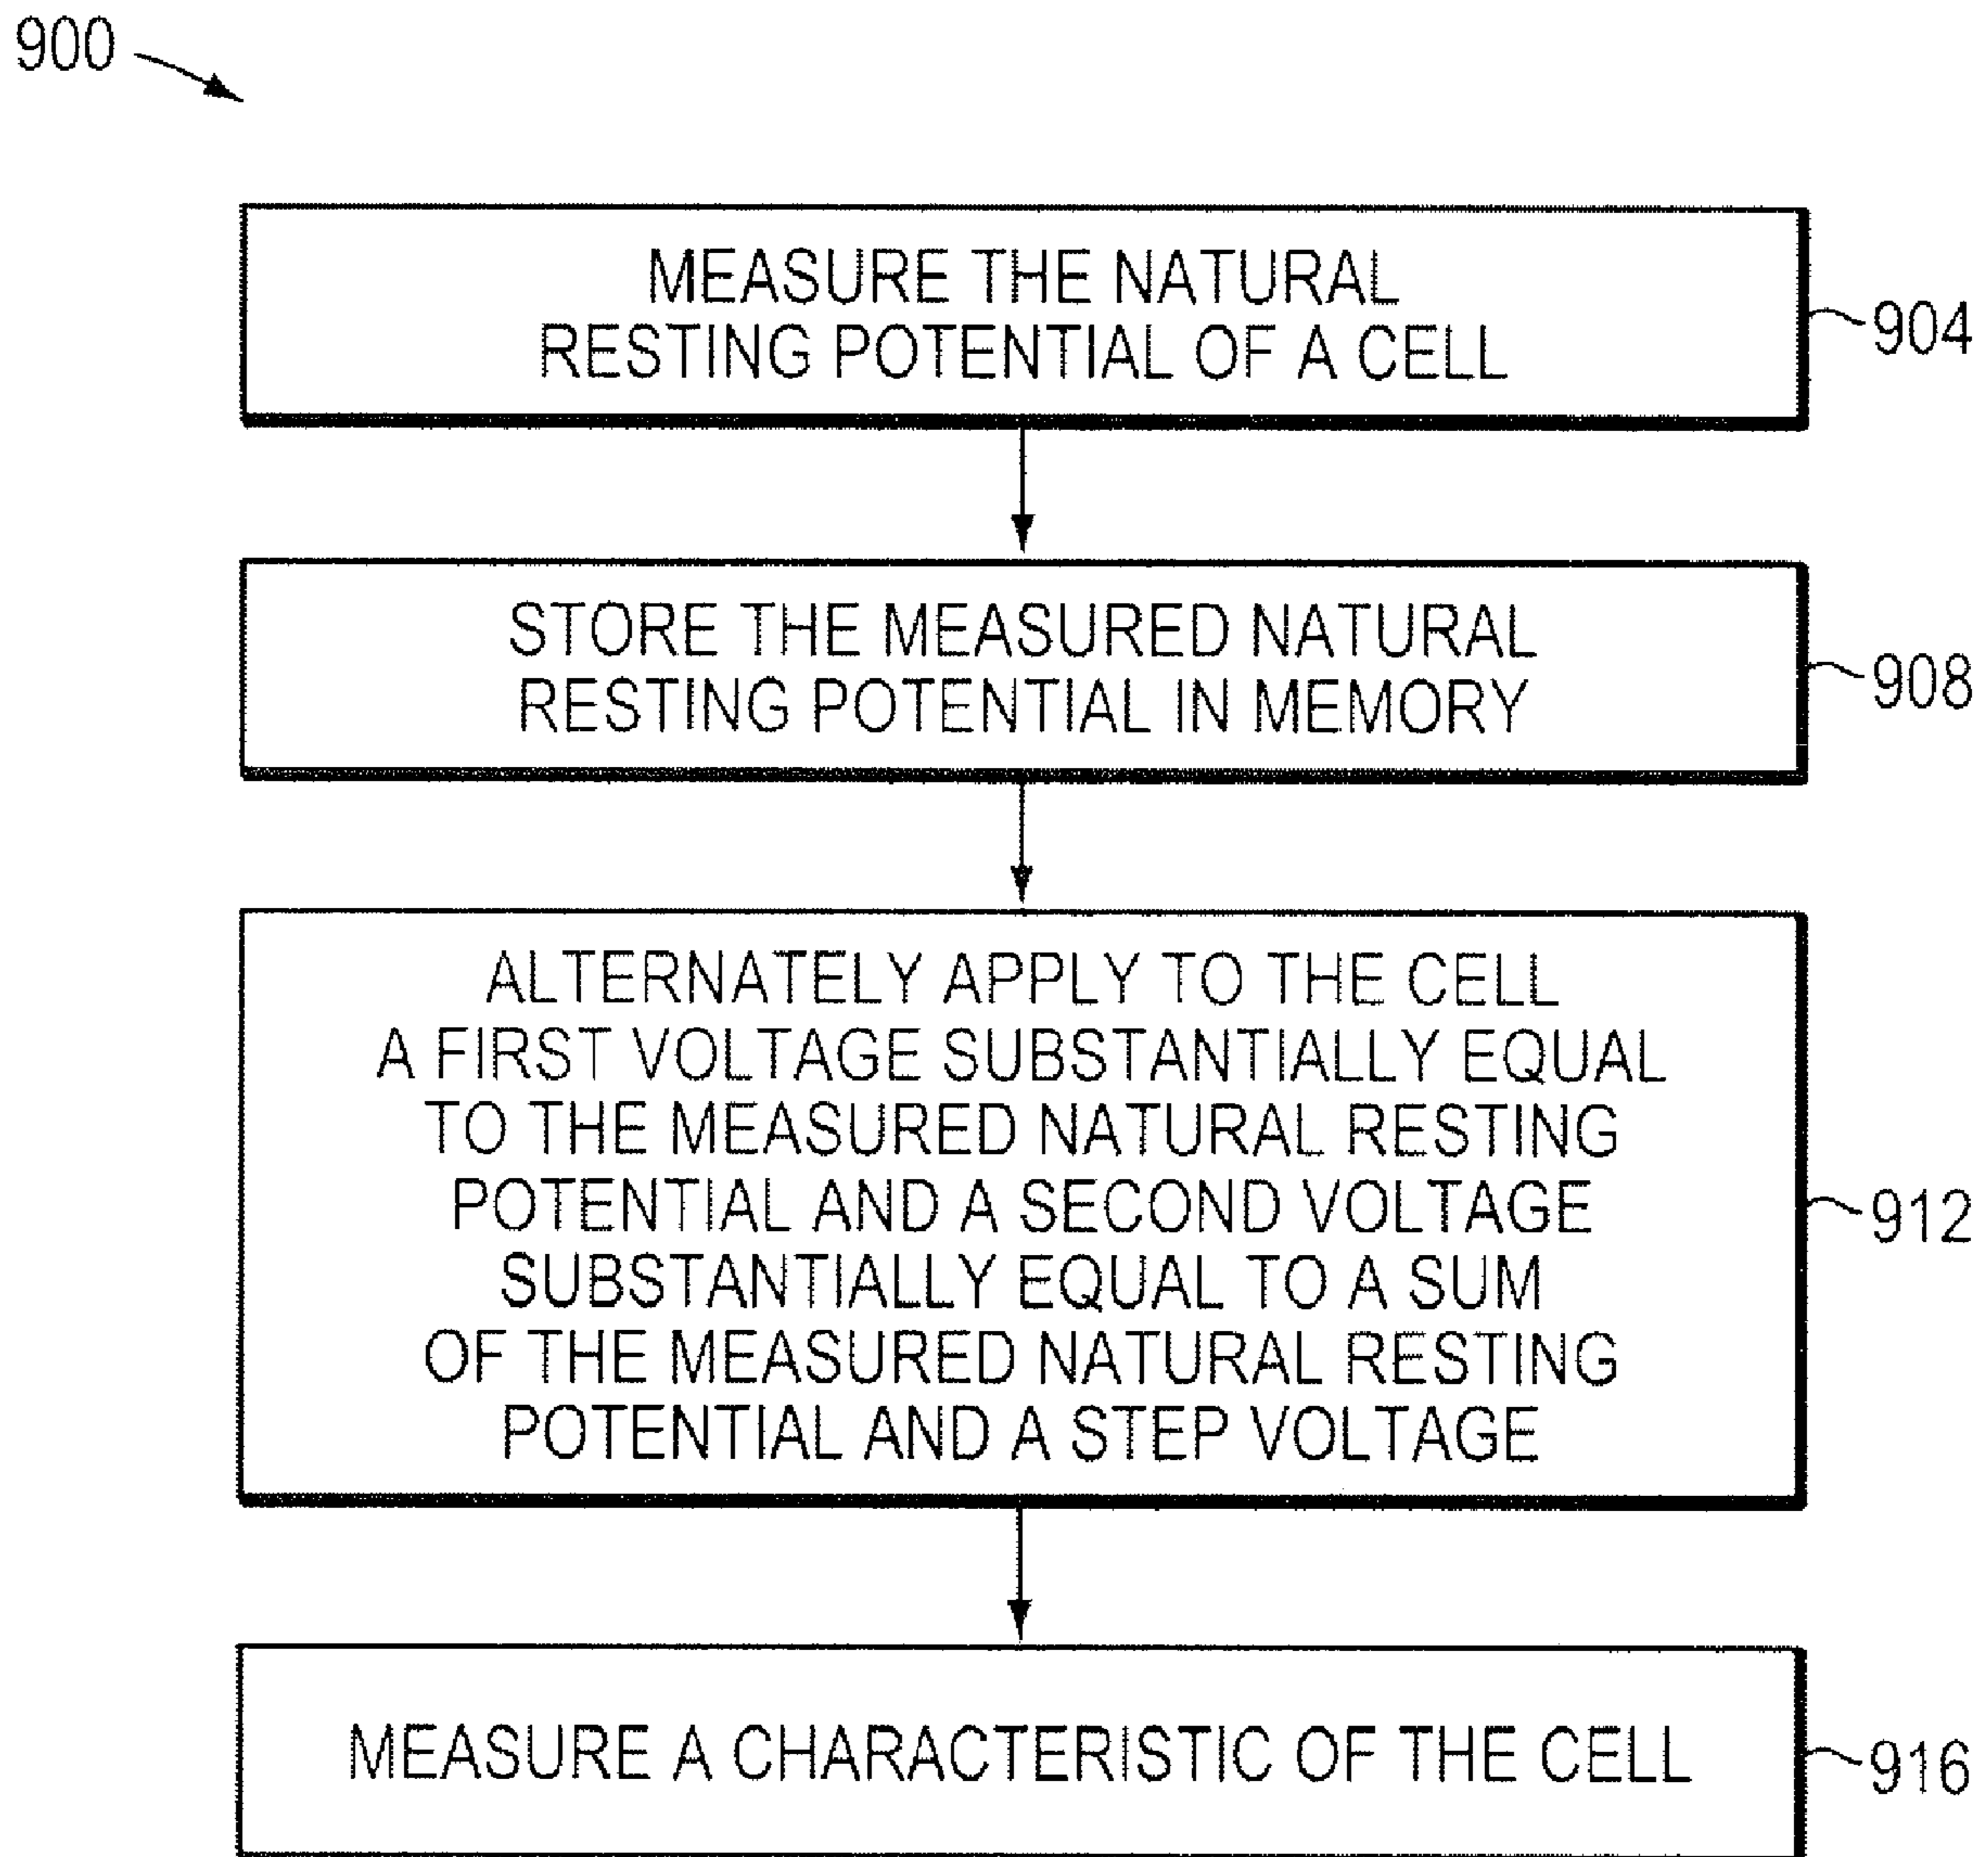 900
MEASURE THE NATURAL
RESTING POTENTIAL OF A CELL
904
STORE THE MEASURED NATURAL
RESTING POTENTIAL IN MEMORY
908
ALTERNATELY APPLY TO THE CELL
A FIRST VOLTAGE SUBSTANTIALLY EQUAL
TO THE MEASURED NATURAL RESTING
POTENTIAL AND A SECOND VOLTAGE
SUBSTANTIALLY EQUAL TO A SUM
OF THE MEASURED NATURAL RESTING
POTENTIAL AND A STEP VOLTAGE
912
MEASURE A CHARACTERISTIC OF THE CELL
916